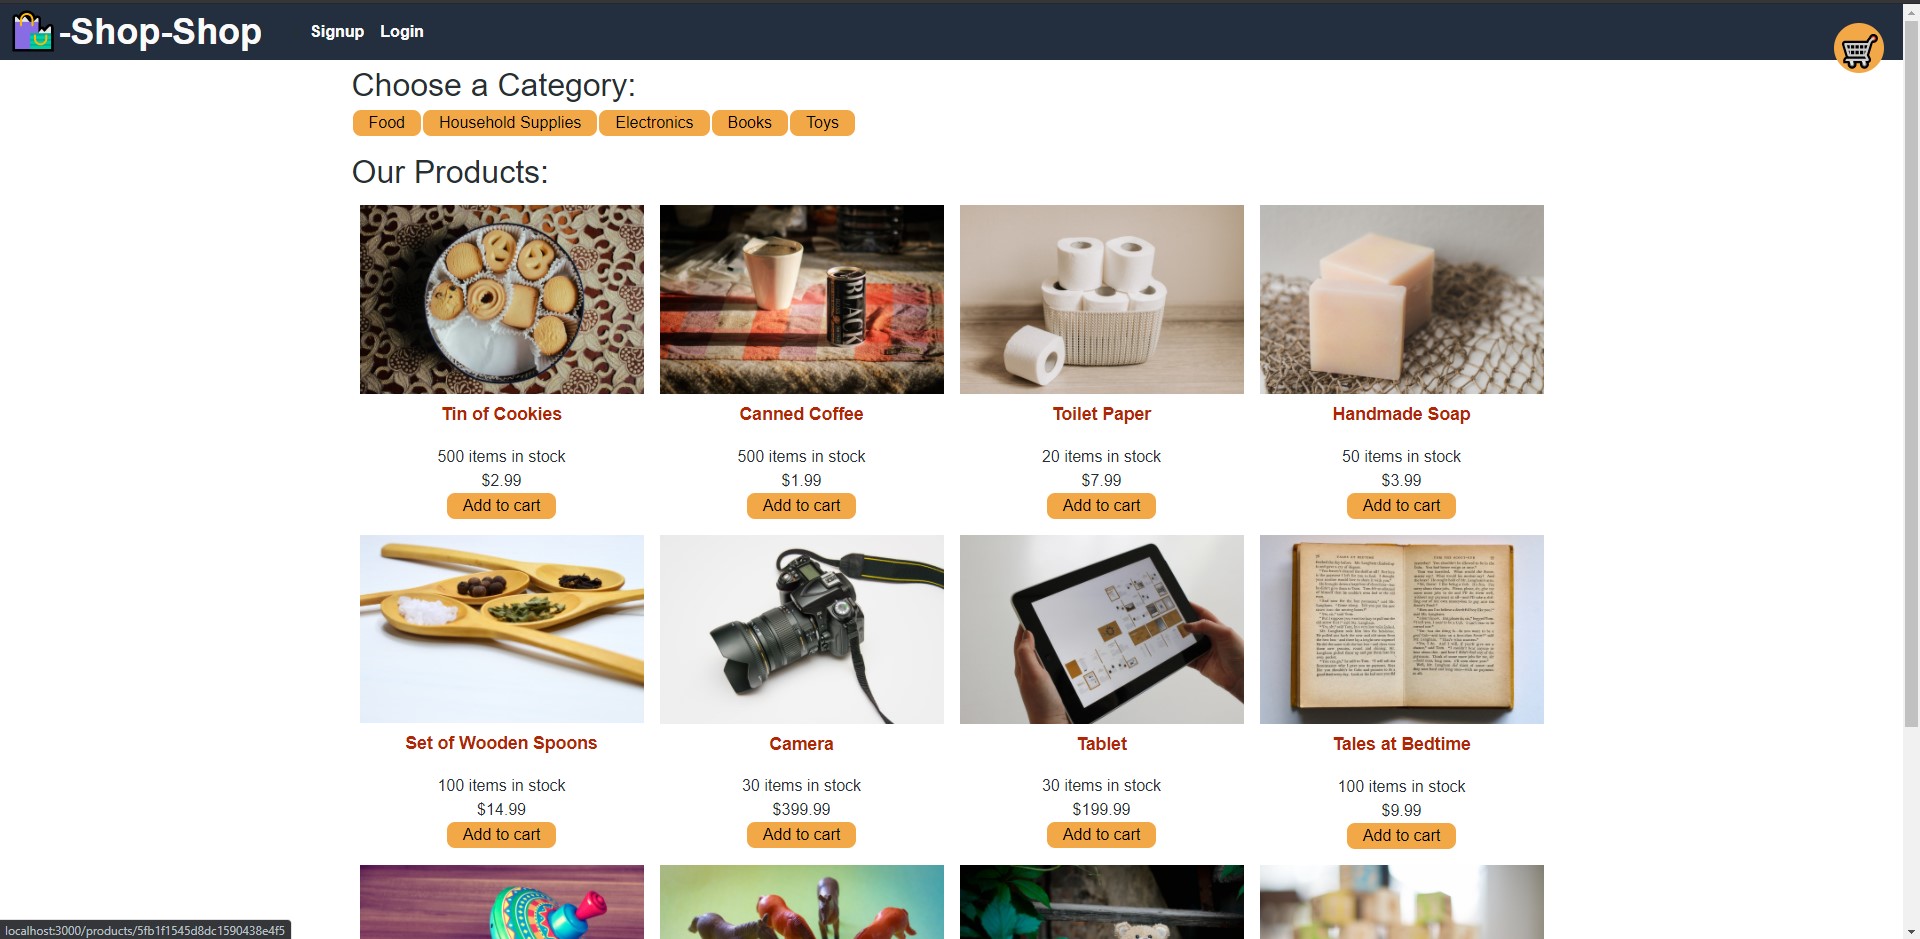 -Shop-Shop
Signup Login
Choose a Category:
Food Household Supplies Electronics Books Toys
Our Products:
BLACK
Tin of Cookies Canned Coffee Toilet Paper Handmade Soap
500 items in stock 500 items in stock 20 items in stock 50 items in stock
$2.99 $1.99 $7.99 $3.99
Add to cart Add to cart Add to cart Add to cart
Set of Wooden Spoons Camera Tablet Tales at Bedtime
100 items in stock 30 items in stock 30 items in stock 100 items in stock
$14.99 $399.99 $199.99 $9.99
Add to cart Add to cart Add to cart Add to cart
localhost:3000/products/5fb1f1545d8dc1590438e4f5